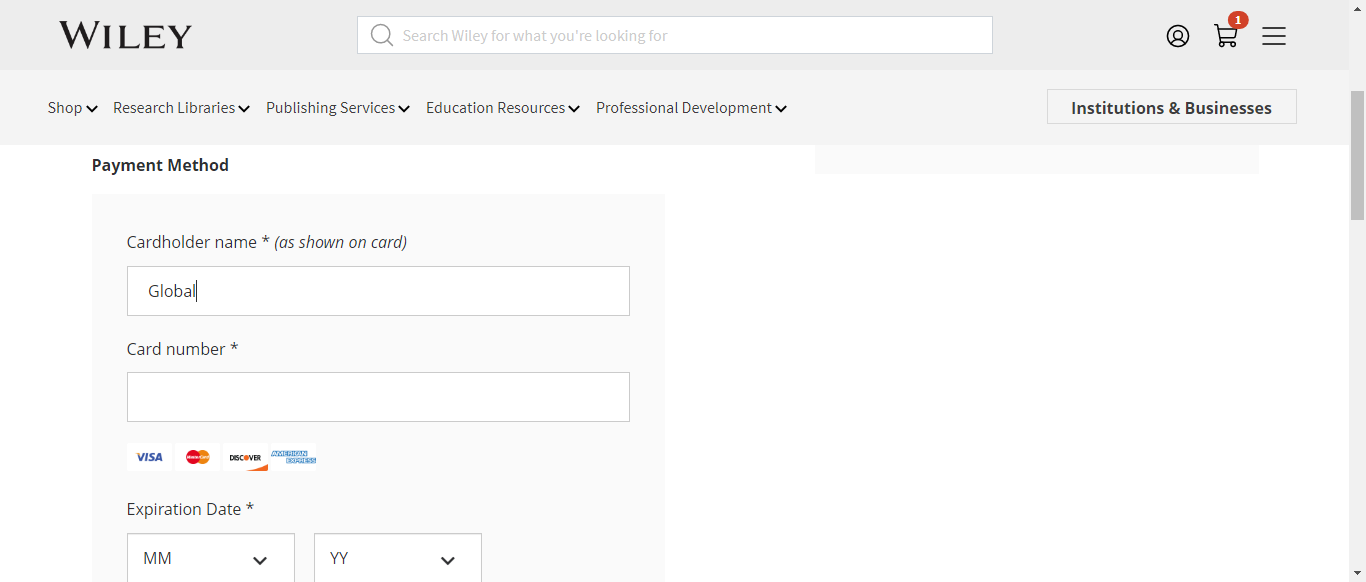 WILEY
Search Wiley for what you're looking for
1
Shop Research Libraries Publishing Services Education Resources Professional Development Institutions & Businesses
Payment Method
Cardholder name * (as shown on card)
Global
Card number *
VISA MasterCard DISCOVER AMERICAN EXPRESS
Expiration Date *
MM YY